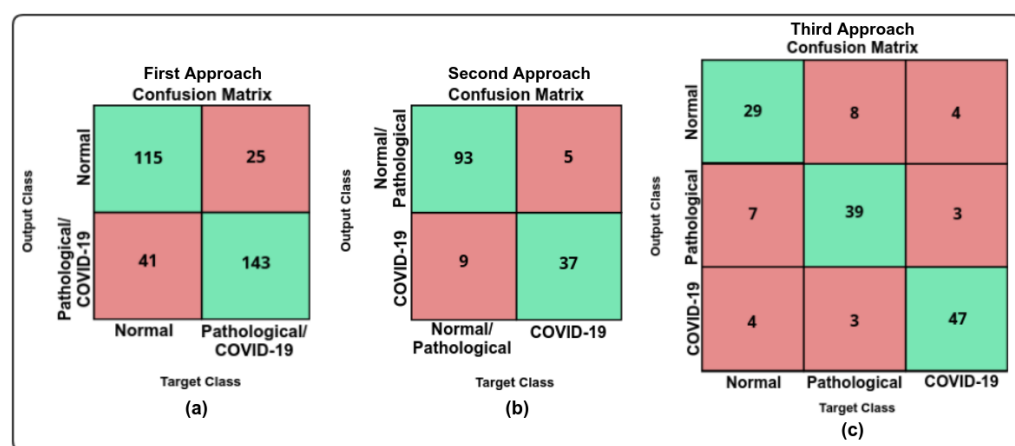 First Approach
Confusion Matrix
Output Class
Normal
Pathological/
COVID-19
115
25
41
143
Normal
Pathological/
COVID-19
Target Class
(a)
Second Approach
Confusion Matrix
Output Class
Normal/
Pathological
COVID-19
93
5
9
37
Normal/
Pathological
COVID-19
Target Class
(b)
Third Approach
Confusion Matrix
Output Class
Normal
Pathological
COVID-19
29
8
4
7
39
3
4
3
47
Normal
Pathological
COVID-19
Target Class
(c)